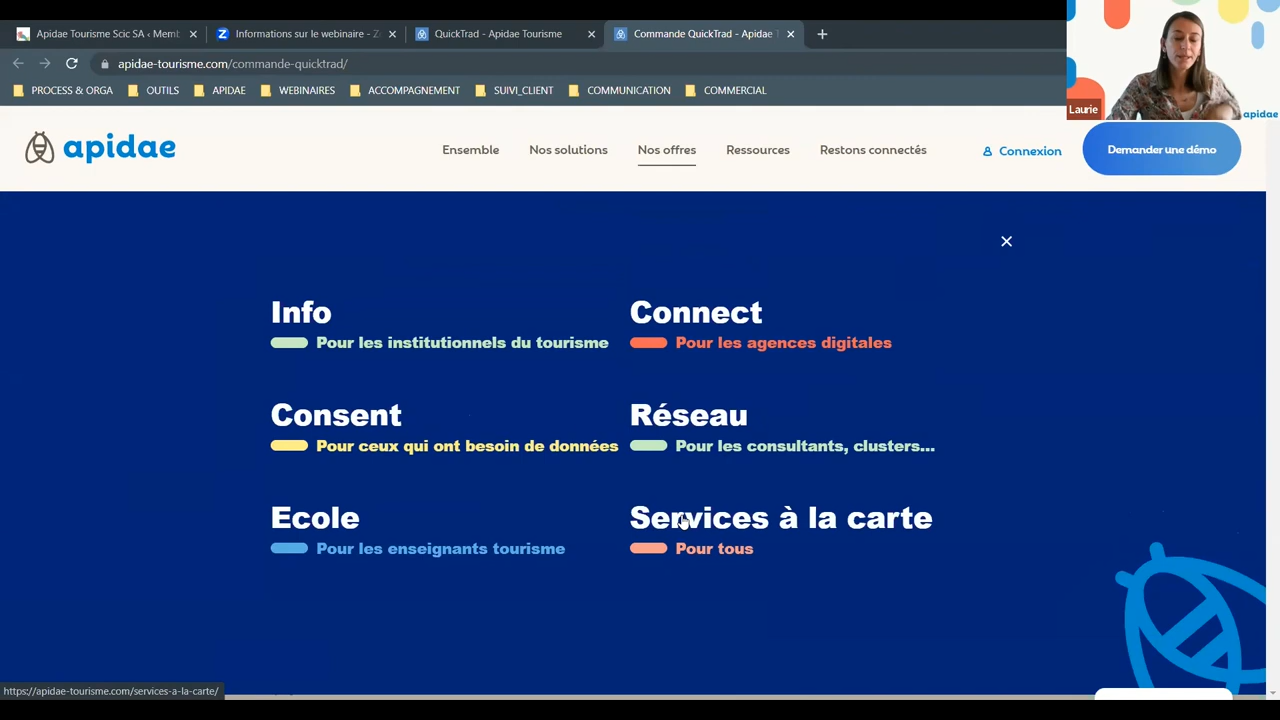 Apidae Tourisme Scic SA ‹ Memb
Informations sur le webinaire - Z
QuickTrad - Apidae Tourisme
Commande QuickTrad - Apidae T
apidae-tourisme.com/commande-quicktrad/
PROCESS & ORGA
OUTILS
APIDAE
WEBINAIRES
ACCOMPAGNEMENT
SUIVI_CLIENT
COMMUNICATION
COMMERCIAL
Laurie
apidae
apidae
Ensemble
Nos solutions
Nos offres
Ressources
Restons connectés
Connexion
Demander une démo
Info
Pour les institutionnels du tourisme
Connect
Pour les agences digitales
Consent
Pour ceux qui ont besoin de données
Réseau
Pour les consultants, clusters...
Ecole
Pour les enseignants tourisme
Services à la carte
Pour tous
https://apidae-tourisme.com/services-a-la-carte/